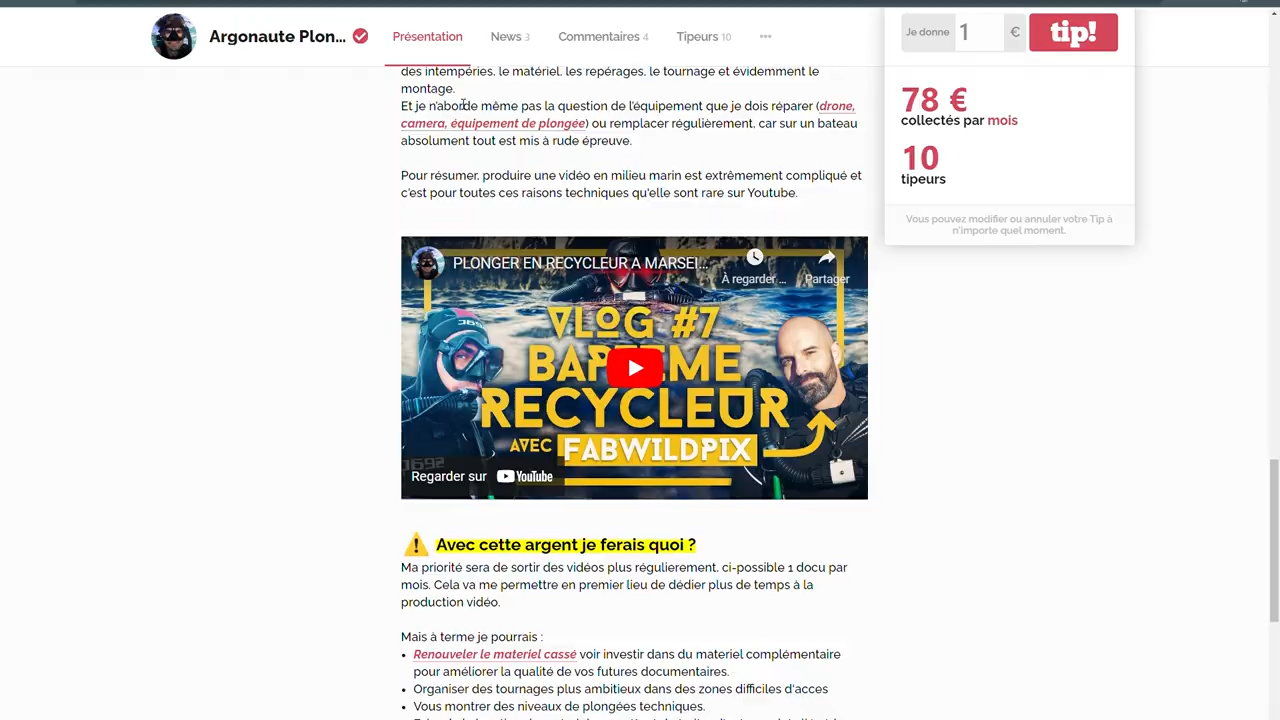 Argonaute Plon...
Présentation
News 3
Commentaires 4
Tipeurs 10
Je donne 1 €
tip!
78 €
collectés par mois
10
tipeurs
Vous pouvez modifier ou annuler votre Tip à
n'importe quel moment.
des intempéries, le matériel, les repérages, le tournage et évidemment le
montage.
Et je n'aborde même pas la question de l'équipement que je dois réparer (drone,
camera, équipement de plongée) ou remplacer régulièrement, car sur un bateau
absolument tout est mis à rude épreuve.
Pour résumer, produire une vidéo en milieu marin est extrêmement compliqué et
c'est pour toutes ces raisons techniques qu'elle sont rare sur Youtube.
PLONGER EN RECYCLEUR A MARSEI...
À regarder ...
Partager
VLOG #7
RECYCLEUR
AVEC FABWILDPIX
Regarder sur YouTube
Avec cette argent je ferais quoi ?
Ma priorité sera de sortir des vidéos plus régulierement, ci-possible 1 docu par
mois. Cela va me permettre en premier lieu de dédier plus de temps à la
production vidéo.
Mais à terme je pourrais :
• Renouveler le materiel cassé voir investir dans du materiel complémentaire
pour améliorer la qualité de vos futures documentaires.
• Organiser des tournages plus ambitieux dans des zones difficiles d'acces
• Vous montrer des niveaux de plongées techniques.